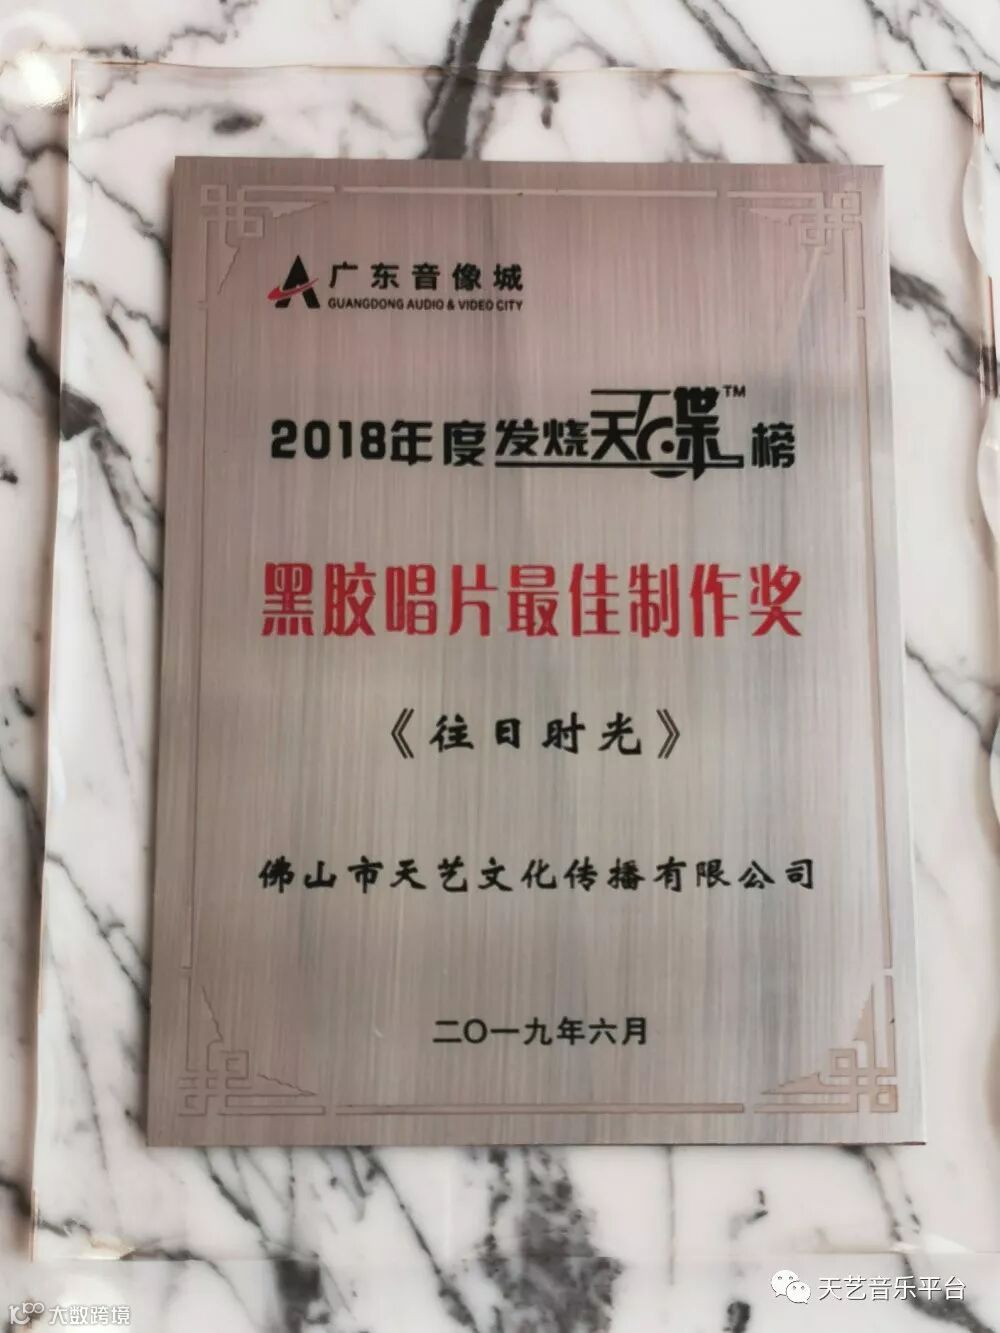 广东音像城
GUANGDONG AUDIO & VIDEO CITY
2018年度发烧天碟™榜
黑胶唱片最佳制作奖
《往日时光》
佛山市天艺文化传播有限公司
二〇一九年六月
天艺音乐平台
大数跨境